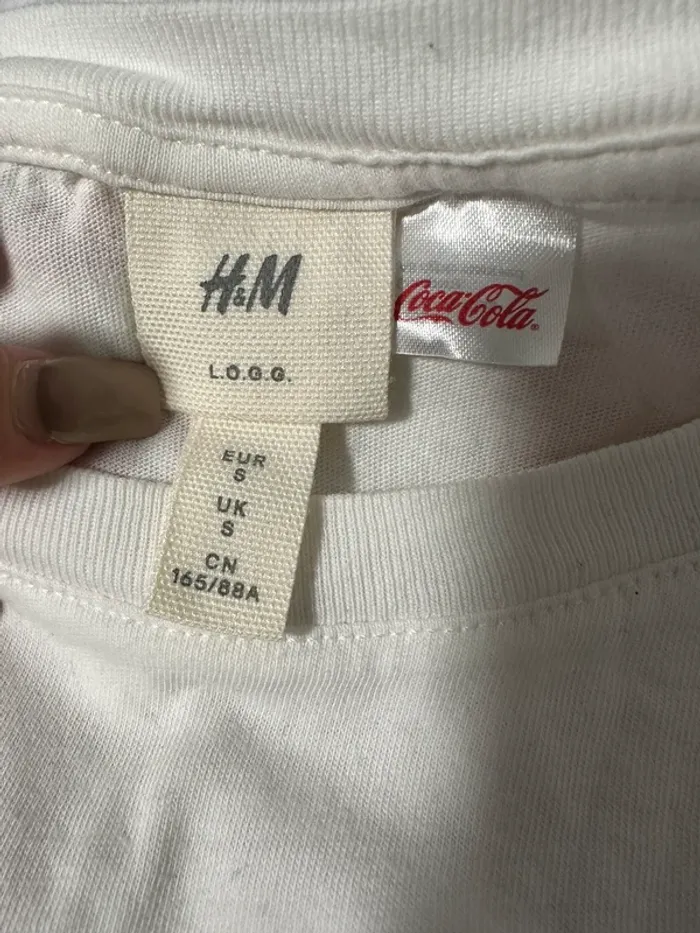 H&M
L.O.G.G.
EUR
S
UK
S
CN
165/88A
Coca-Cola®